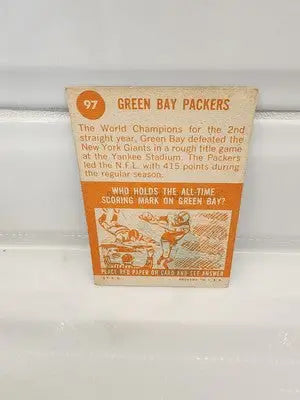 97
GREEN BAY PACKERS
The World Champions for the 2nd
straight year, Green Bay defeated the
New York Giants in a rough title game
at the Yankee Stadium. The Packers
led the N.F.L. with 415 points during
the regular season.
WHO HOLDS THE ALL-TIME
SCORING MARK ON GREEN BAY?
PLACE RED PAPER ON CARD AND SEE ANSWER
PRINTED IN U.S.A.